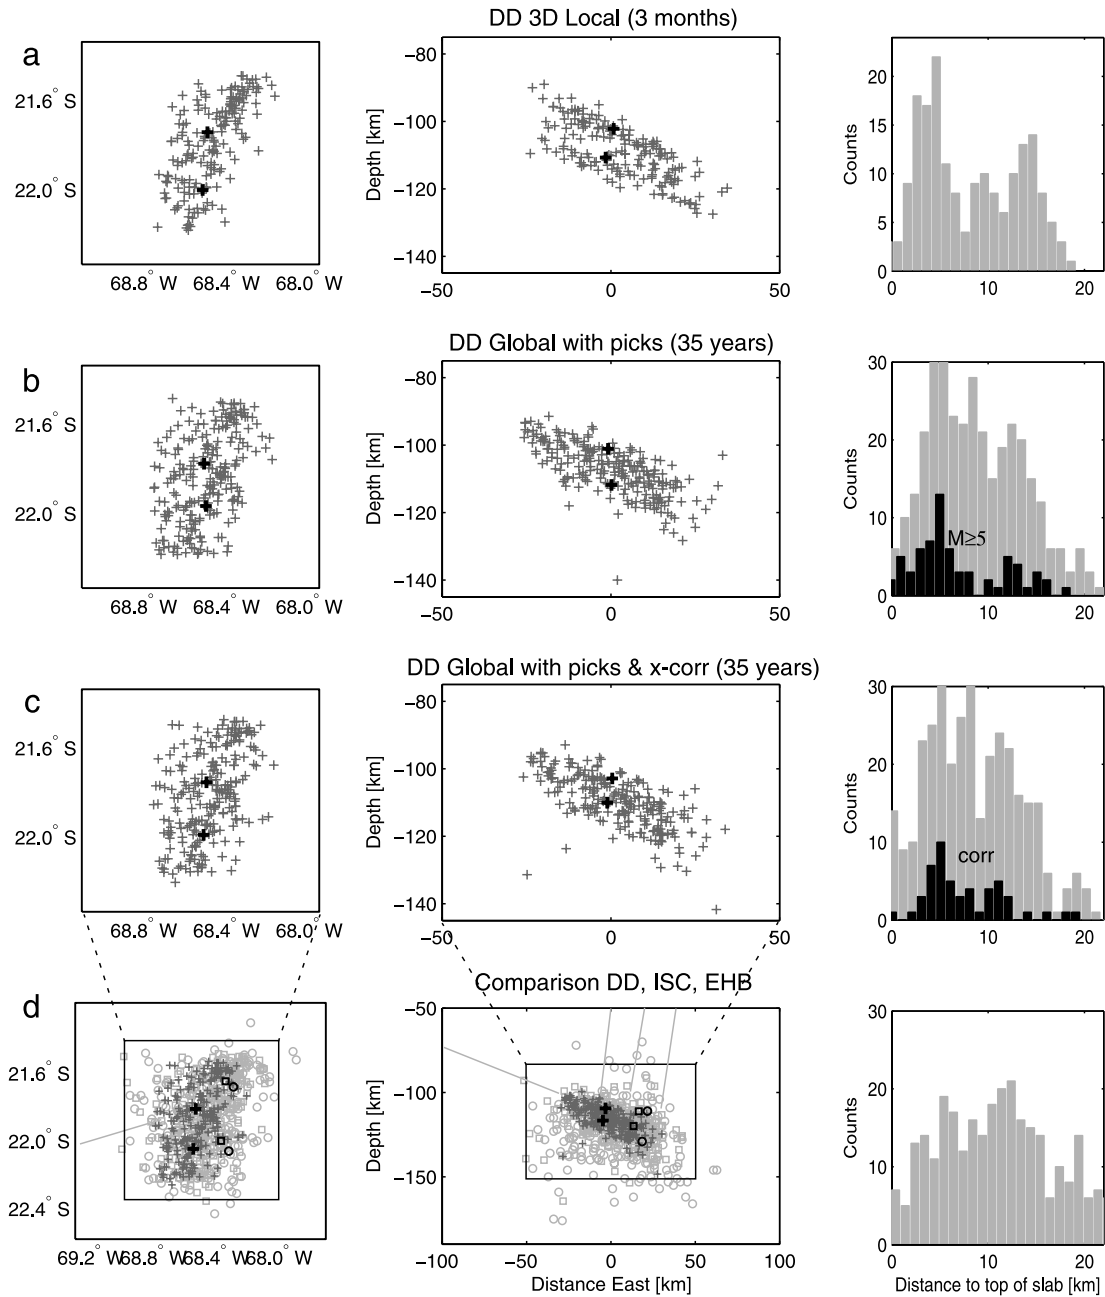 DD 3D Local (3 months)
a
21.6° S
22.0° S
68.8° W
68.4° W
68.0° W
Depth [km]
−80
−100
−120
−140
−50
0
50
Counts
20
15
10
5
0
0
10
20
DD Global with picks (35 years)
b
21.6° S
22.0° S
68.8° W
68.4° W
68.0° W
Depth [km]
−80
−100
−120
−140
−50
0
50
Counts
30
20
10
0
M≥5
0
10
20
DD Global with picks & x-corr (35 years)
c
21.6° S
22.0° S
68.8° W
68.4° W
68.0° W
Depth [km]
−80
−100
−120
−140
−50
0
50
Counts
30
20
10
0
corr
0
10
20
Comparison DD, ISC, EHB
d
21.6° S
22.0° S
22.4° S
69.2° W
68.8° W
68.4° W
68.0° W
Depth [km]
−50
−100
−150
−100
−50
0
50
100
Distance East [km]
Counts
30
20
10
0
0
10
20
Distance to top of slab [km]